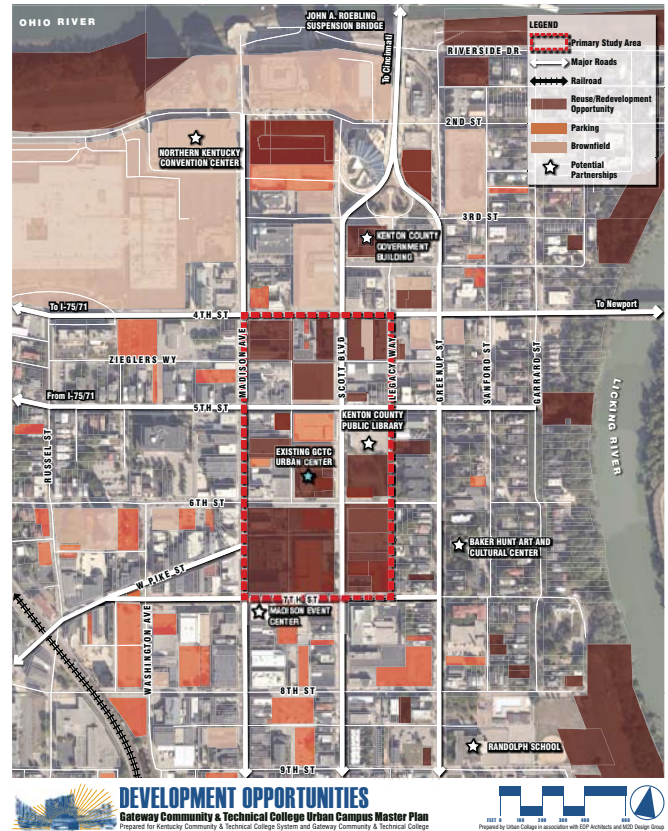 OHIO RIVER
JOHN A. ROEBLING
SUSPENSION BRIDGE
To Cincinnati
RIVERSIDE DR
2ND ST
NORTHERN KENTUCKY
CONVENTION CENTER
3RD ST
KENTON COUNTY
GOVERNMENT
BUILDING
To I-75/71
4TH ST
To Newport
ZIEGLERS WY
MADISON AVE
SCOTT BLVD
LEGACY WAY
GREENUP ST
SANFORD ST
GARRARD ST
LICKING RIVER
From I-75/71
5TH ST
KENTON COUNTY
PUBLIC LIBRARY
RUSSEL ST
EXISTING GCTC
URBAN CENTER
6TH ST
BAKER HUNT ART AND
CULTURAL CENTER
W. PIKE ST
7TH ST
MADISON EVENT
CENTER
WASHINGTON AVE
8TH ST
RANDOLPH SCHOOL
9TH ST
LEGEND
Primary Study Area
Major Roads
Railroad
Reuse/Redevelopment
Opportunity
Parking
Brownfield
Potential
Partnerships
DEVELOPMENT OPPORTUNITIES
Gateway Community & Technical College Urban Campus Master Plan
Prepared for Kentucky Community & Technical College System and Gateway Community & Technical College
FEET 0 100 200 300 400 800
Prepared by Urban Collage in association with EDP Architects and M2D Design Group